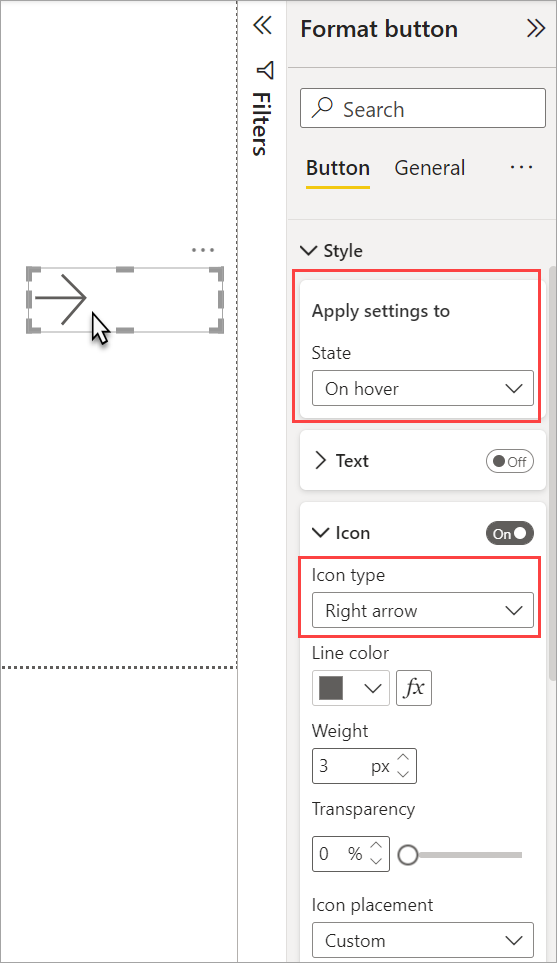 Format button
Filters
Search
Button General
Style
Apply settings to
State
On hover
Text Off
Icon On
Icon type
Right arrow
Line color
fx
Weight
3 px
Transparency
0 %
Icon placement
Custom